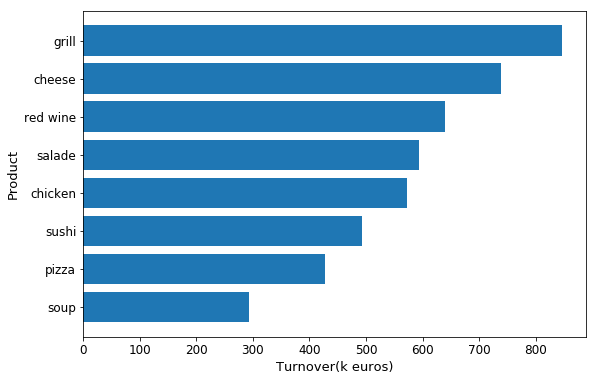 grill
cheese
red wine
salade
chicken
sushi
pizza
soup
Product
0 100 200 300 400 500 600 700 800
Turnover(k euros)